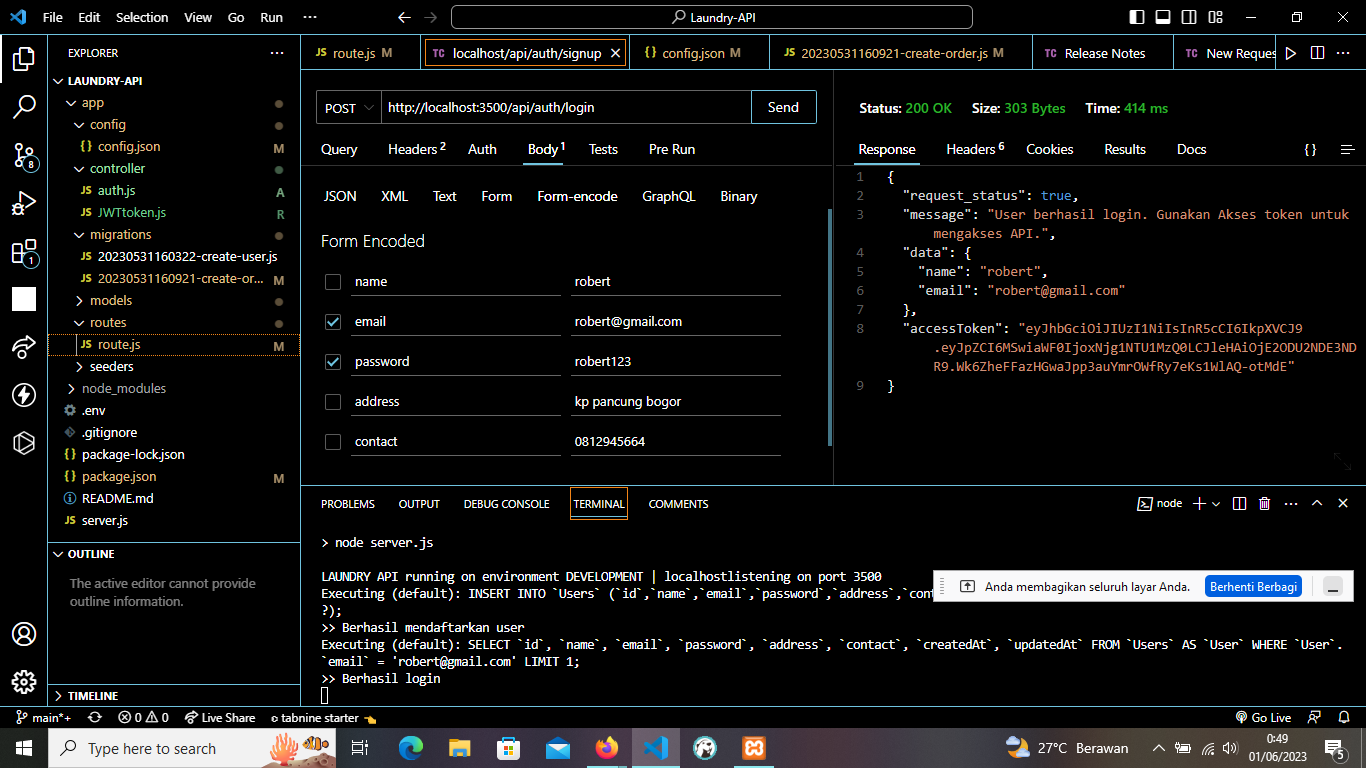 File Edit Selection View Go Run ··· Laundry-API
EXPLORER ···
LAUNDRY-API
app
config
{} config.json M
controller
JS auth.js A
JS JWTtoken.js R
migrations
JS 20230531160322-create-user.js
JS 20230531160921-create-or... M
models
routes
JS route.js M
seeders
node_modules
.env
.gitignore
{} package-lock.json
{} package.json M
README.md
JS server.js
OUTLINE
The active editor cannot provide
outline information.
TIMELINE
8
1
JS route.js M TC localhost/api/auth/signup {} config.json M JS 20230531160921-create-order.js M TC Release Notes TC New Reques
POST http://localhost:3500/api/auth/login Send
Query Headers 2 Auth Body 1 Tests Pre Run
JSON XML Text Form Form-encode GraphQL Binary
Form Encoded
name robert
email robert@gmail.com
password robert123
address kp pancung bogor
contact 0812945664
Status: 200 OK Size: 303 Bytes Time: 414 ms
Response Headers 6 Cookies Results Docs {}
1 {
2 "request_status": true,
3 "message": "User berhasil login. Gunakan Akses token untuk
mengakses API.",
4 "data": {
5 "name": "robert",
6 "email": "robert@gmail.com"
7 },
8 "accessToken": "eyJhbGciOiJIUzI1NiIsInR5cCI6IkpXVCJ9
.eyJpZCI6MSwiaWF0IjoxNjg1NTU1MzQ0LCJleHAiOjE2ODU2NDE3ND
R9.Wk6ZheFFazHGwaJpp3auYmrOWfRy7eKs1WlAQ-otMdE"
9 }
PROBLEMS OUTPUT DEBUG CONSOLE TERMINAL COMMENTS
node
> node server.js
LAUNDRY API running on environment DEVELOPMENT | localhostlistening on port 3500
Executing (default): INSERT INTO `Users` (`id`,`name`,`email`,`password`,`address`,`cont
?);
>> Berhasil mendaftarkan user
Executing (default): SELECT `id`, `name`, `email`, `password`, `address`, `contact`, `createdAt`, `updatedAt` FROM `Users` AS `User` WHERE `User`.
`email` = 'robert@gmail.com' LIMIT 1;
>> Berhasil login
Anda membagikan seluruh layar Anda. Berhenti Berbagi
main*+ 0 0 Live Share tabnine starter Go Live
Type here to search
27°C Berawan
0:49
01/06/2023
5